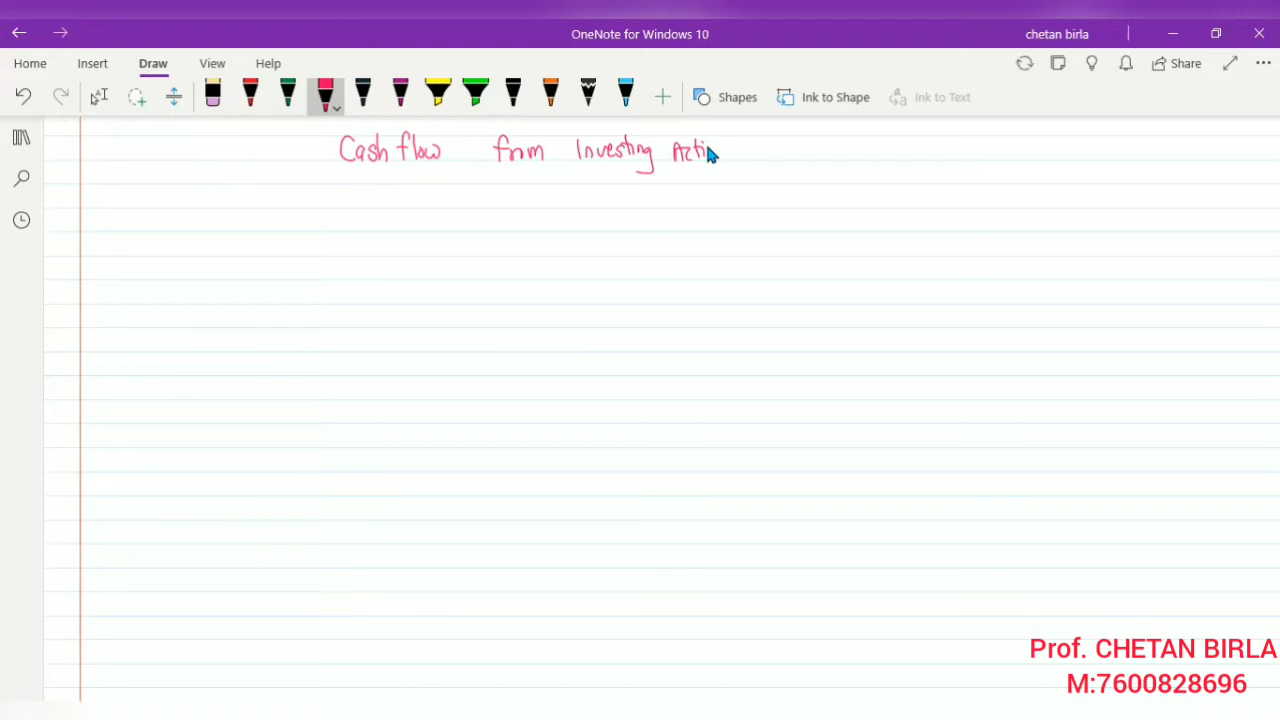 OneNote for Windows 10
chetan birla
Home Insert Draw View Help
Share
Shapes Ink to Shape Ink to Text
Cash flow from Investing Acti
Prof. CHETAN BIRLA
M:7600828696